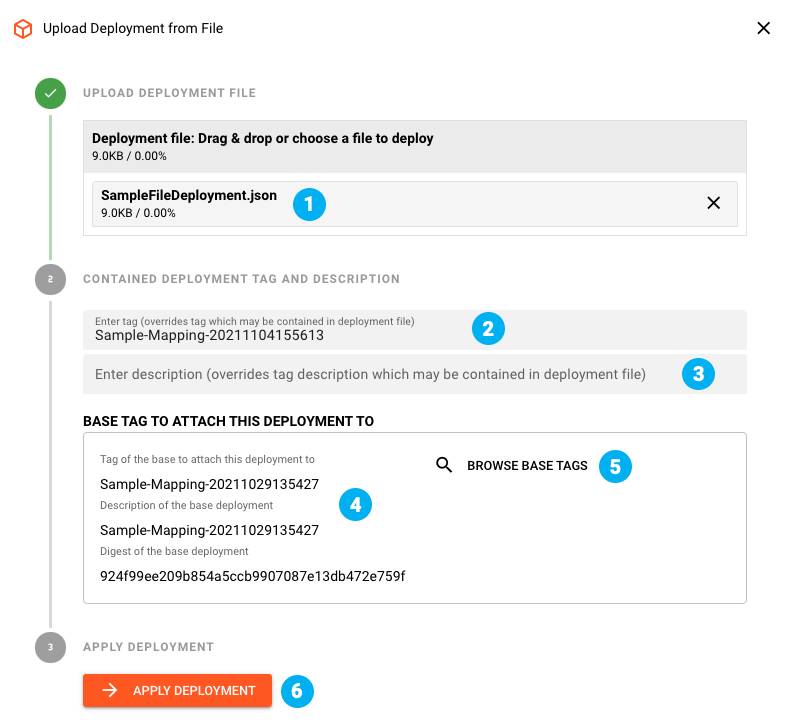 Upload Deployment from File
UPLOAD DEPLOYMENT FILE
Deployment file: Drag & drop or choose a file to deploy
9.0KB / 0.00%
SampleFileDeployment.json
9.0KB / 0.00%
1
2
CONTAINED DEPLOYMENT TAG AND DESCRIPTION
Enter tag (overrides tag which may be contained in deployment file)
Sample-Mapping-20211104155613
2
Enter description (overrides tag description which may be contained in deployment file)
3
BASE TAG TO ATTACH THIS DEPLOYMENT TO
Tag of the base to attach this deployment to
BROWSE BASE TAGS
5
Sample-Mapping-20211029135427
Description of the base deployment
4
Sample-Mapping-20211029135427
Digest of the base deployment
924f99ee209b854a5ccb9907087e13db472e759f
3
APPLY DEPLOYMENT
APPLY DEPLOYMENT
6